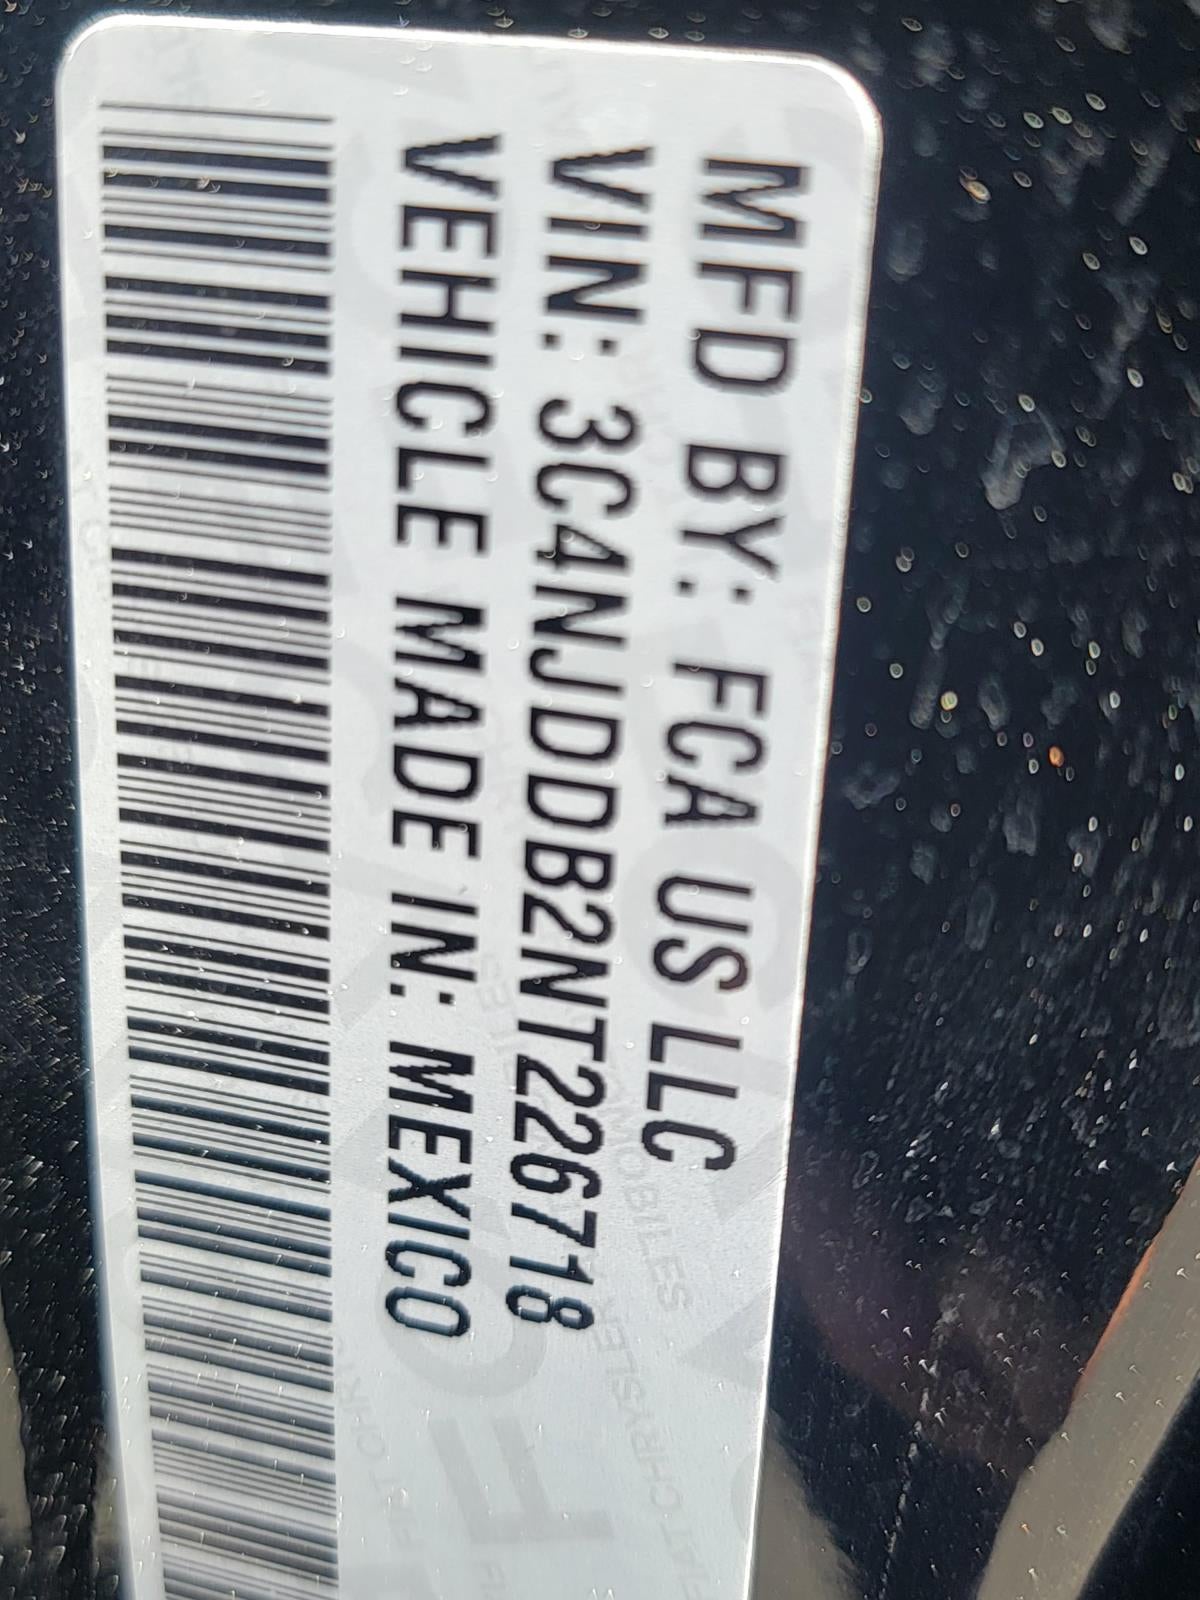 MFD BY: FCA US LLC
VIN: 3C4NJDDB2NT226718
VEHICLE MADE IN: MEXICO